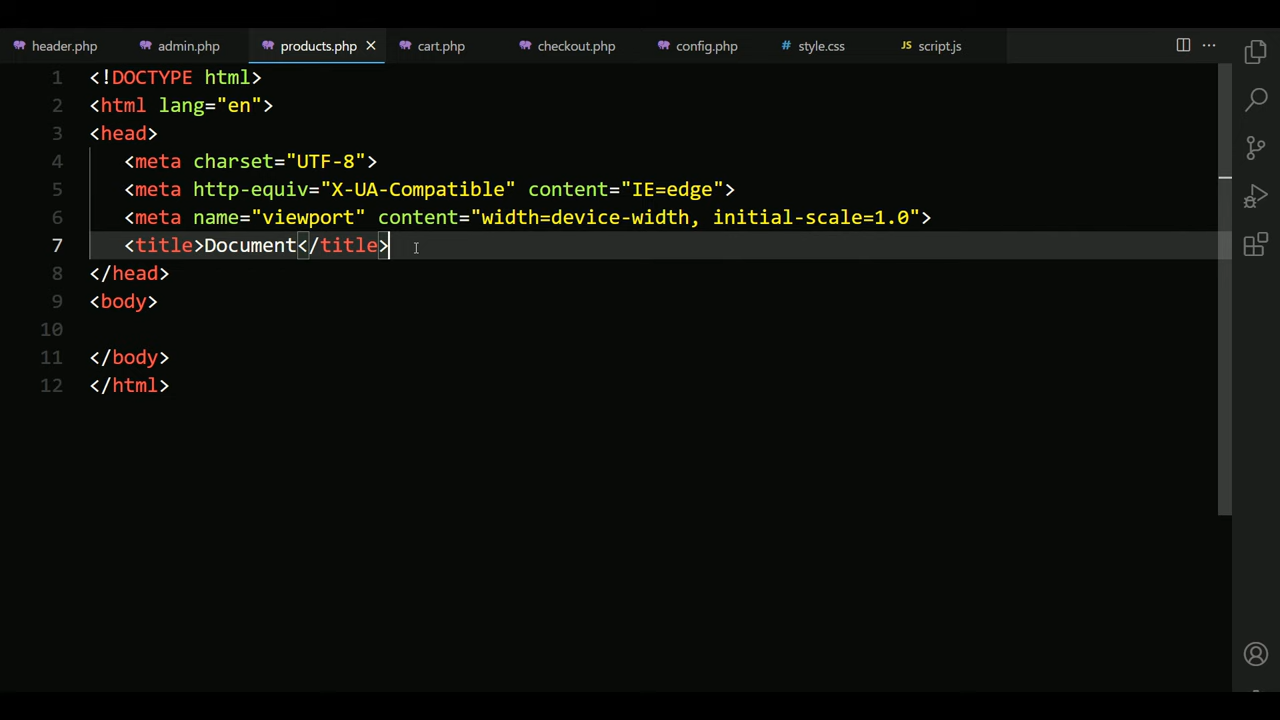 header.php admin.php products.php cart.php checkout.php config.php # style.css JS script.js
1 <!DOCTYPE html>
2 <html lang="en">
3 <head>
4 <meta charset="UTF-8">
5 <meta http-equiv="X-UA-Compatible" content="IE=edge">
6 <meta name="viewport" content="width=device-width, initial-scale=1.0">
7 <title>Document</title>
8 </head>
9 <body>
10
11 </body>
12 </html>